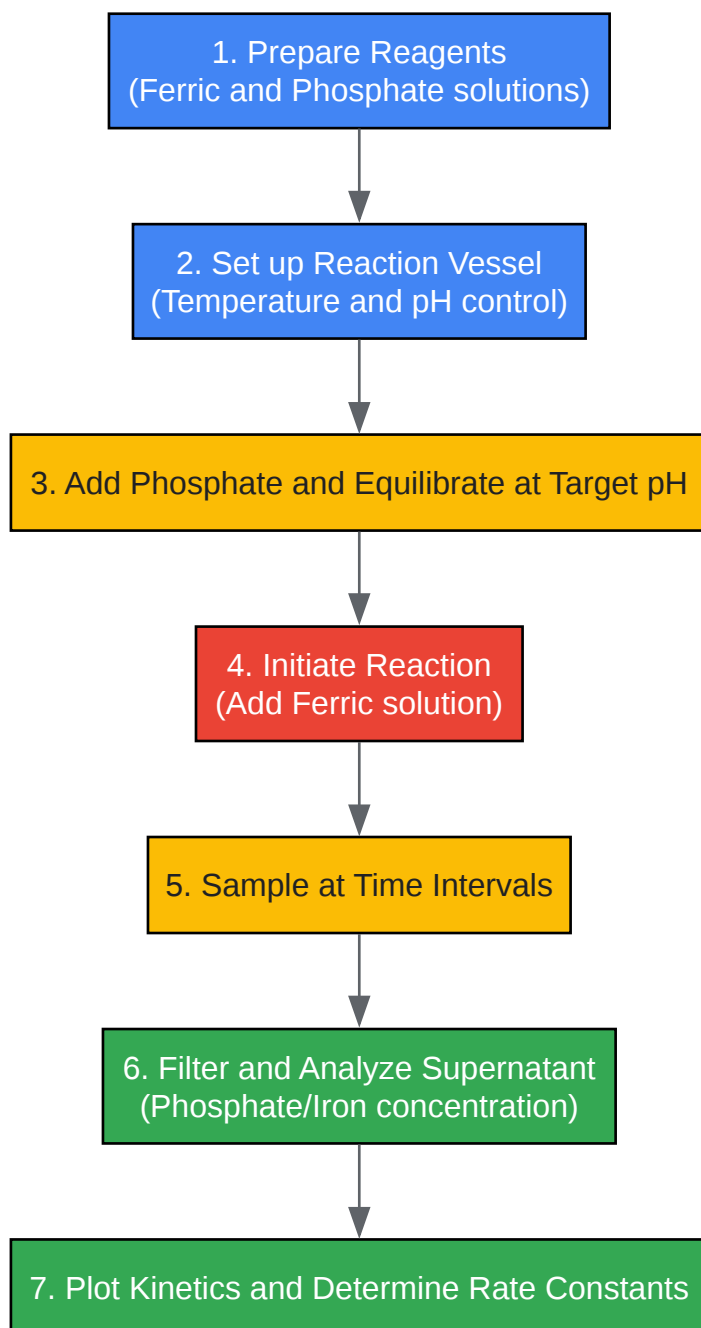 1. Prepare Reagents
(Ferric and Phosphate solutions)
2. Set up Reaction Vessel
(Temperature and pH control)
3. Add Phosphate and Equilibrate at Target pH
4. Initiate Reaction
(Add Ferric solution)
5. Sample at Time Intervals
6. Filter and Analyze Supernatant
(Phosphate/Iron concentration)
7. Plot Kinetics and Determine Rate Constants